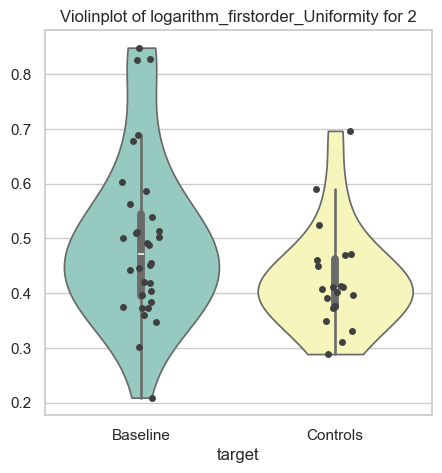 Violinplot of logarithm_firstorder_Uniformity for 2
0.8
0.7
0.6
0.5
0.4
0.3
0.2
Baseline
Controls
target